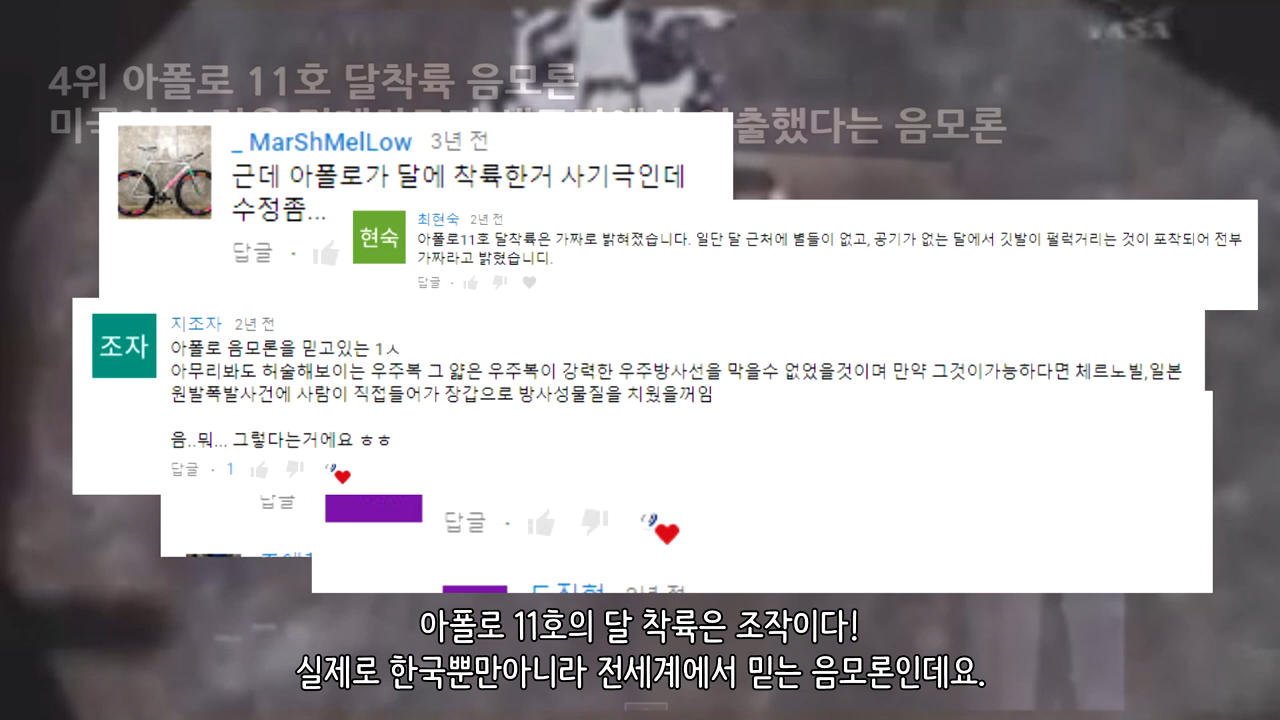 NASA
4위 아폴로 11호 달착륙 음모론
출했다는 음모론
_ MarShMelLow 3년 전
근데 아폴로가 달에 착륙한거 사기극인데
수정좀...
답글
현숙
최현숙 2년 전
아폴로11호 달착륙은 가짜로 밝혀졌습니다. 일단 달 근처에 별들이 없고, 공기가 없는 달에서 깃발이 펄럭거리는 것이 포착되어 전부
가짜라고 밝혔습니디.
답글
조자
지조자 2년 전
아폴로 음모론을 믿고있는 1ㅅ
아무리봐도 허술해보이는 우주복 그 얇은 우주복이 강력한 우주방사선을 막을수 없었을것이며 만약 그것이가능하다면 체르노빌,일본
원발폭발사건에 사람이 직접들어가 장갑으로 방사성물질을 치웠을꺼임
음..뭐... 그렇다는거에요 ㅎㅎ
답글 · 1
답글
답글
아폴로 11호의 달 착륙은 조작이다!
실제로 한국뿐만아니라 전세계에서 믿는 음모론인데요.